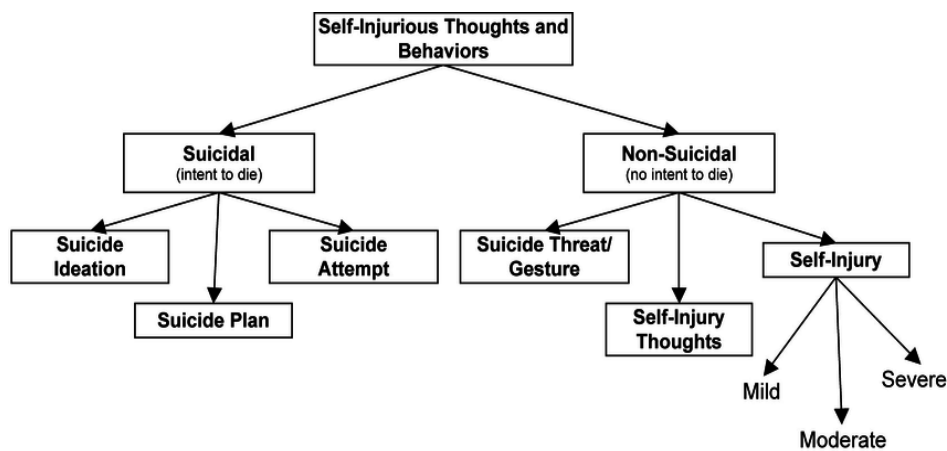 Self-Injurious Thoughts and
Behaviors
Suicidal
(intent to die)
Non-Suicidal
(no intent to die)
Suicide
Ideation
Suicide Plan
Suicide
Attempt
Suicide Threat/
Gesture
Self-Injury
Thoughts
Self-Injury
Mild
Moderate
Severe